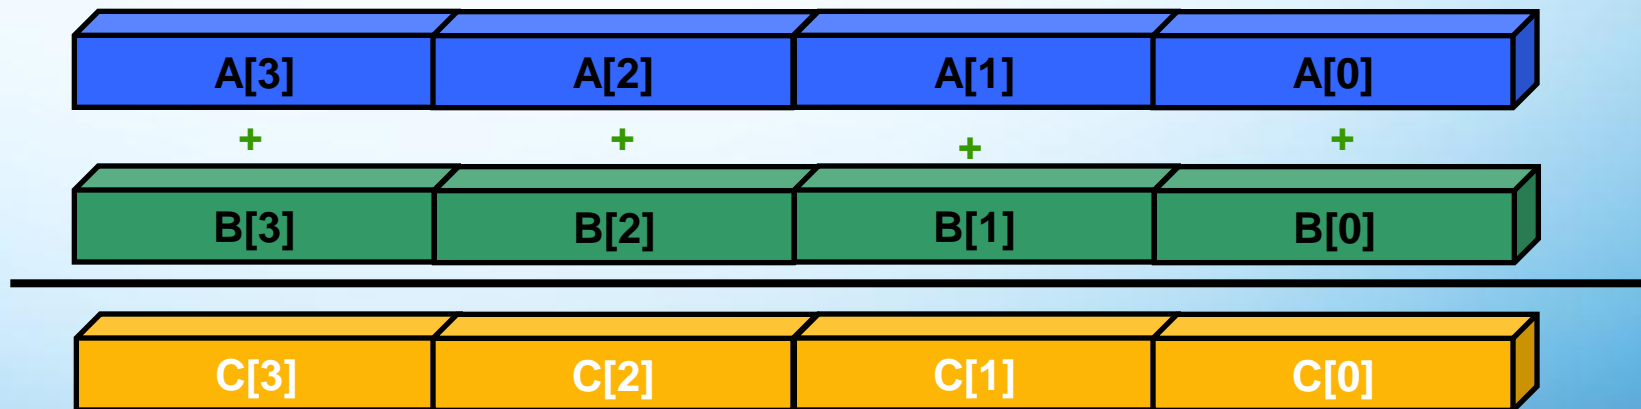 A[3] A[2] A[1] A[0]
+ + + +
B[3] B[2] B[1] B[0]
C[3] C[2] C[1] C[0]